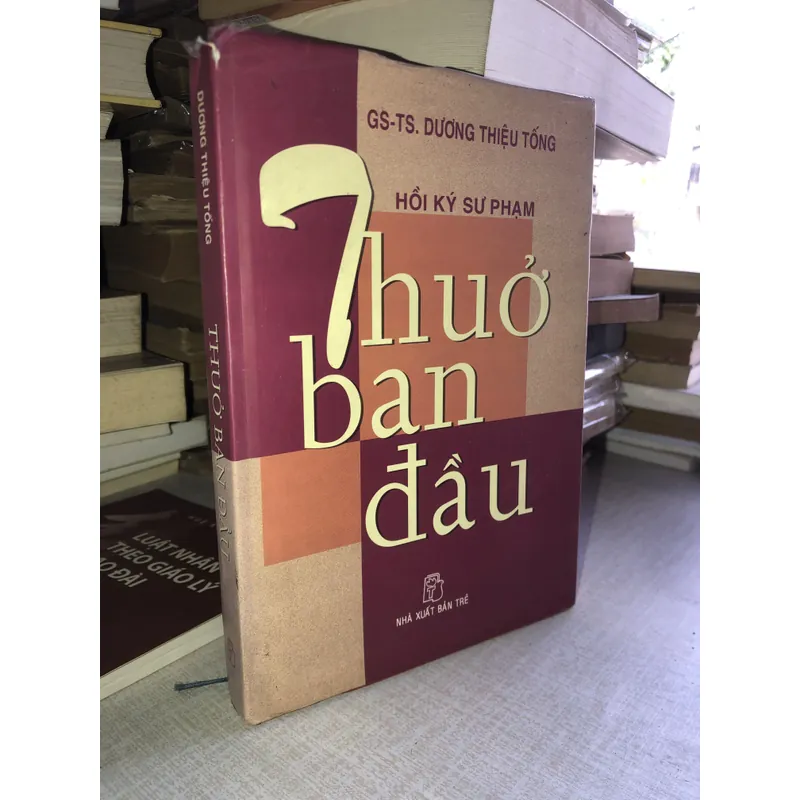 GS-TS. DƯƠNG THIỆU TỐNG
HỒI KÝ SƯ PHẠM
Thuở
ban
đầu
NHÀ XUẤT BẢN TRẺ
DƯƠNG THIỆU TỐNG
THUỞ BAN ĐẦU
LUẬT NHÂN
THEO GIÁO LÝ
ĐÀI